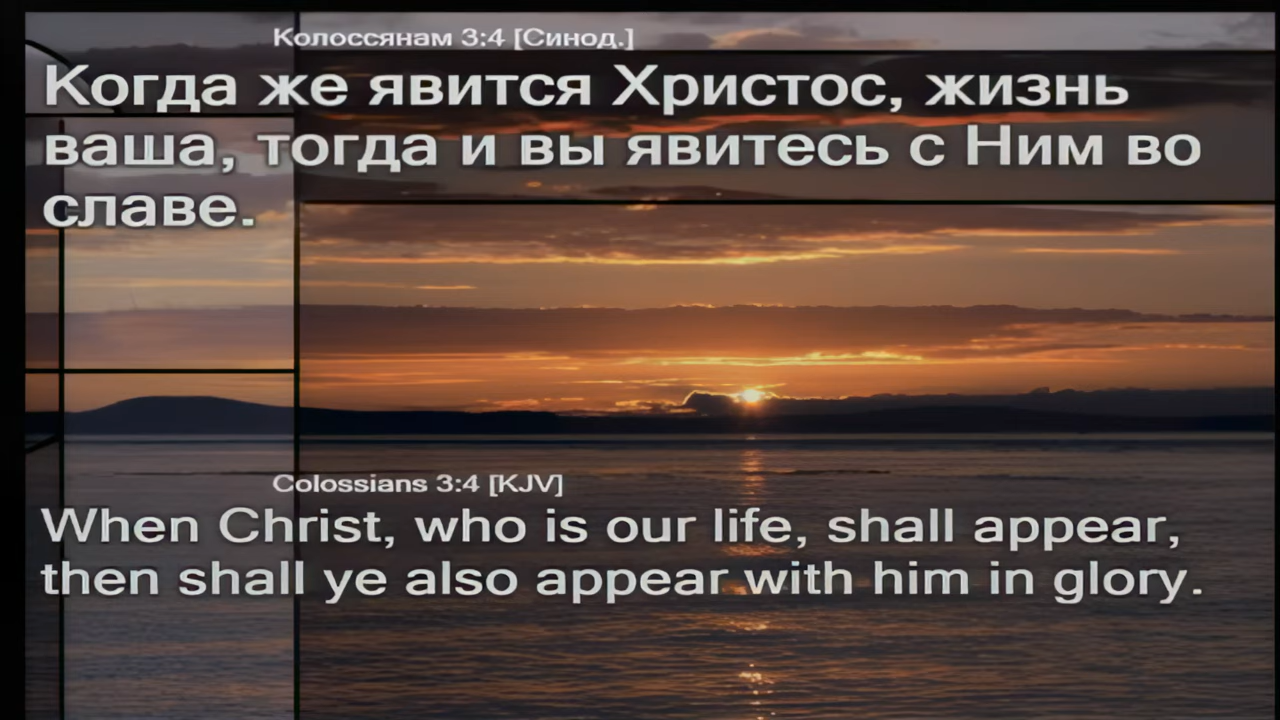 Колоссянам 3:4 [Синод.]
Когда же явится Христос, жизнь
ваша, тогда и вы явитесь с Ним во
славе.
Colossians 3:4 [KJV]
When Christ, who is our life, shall appear,
then shall ye also appear with him in glory.